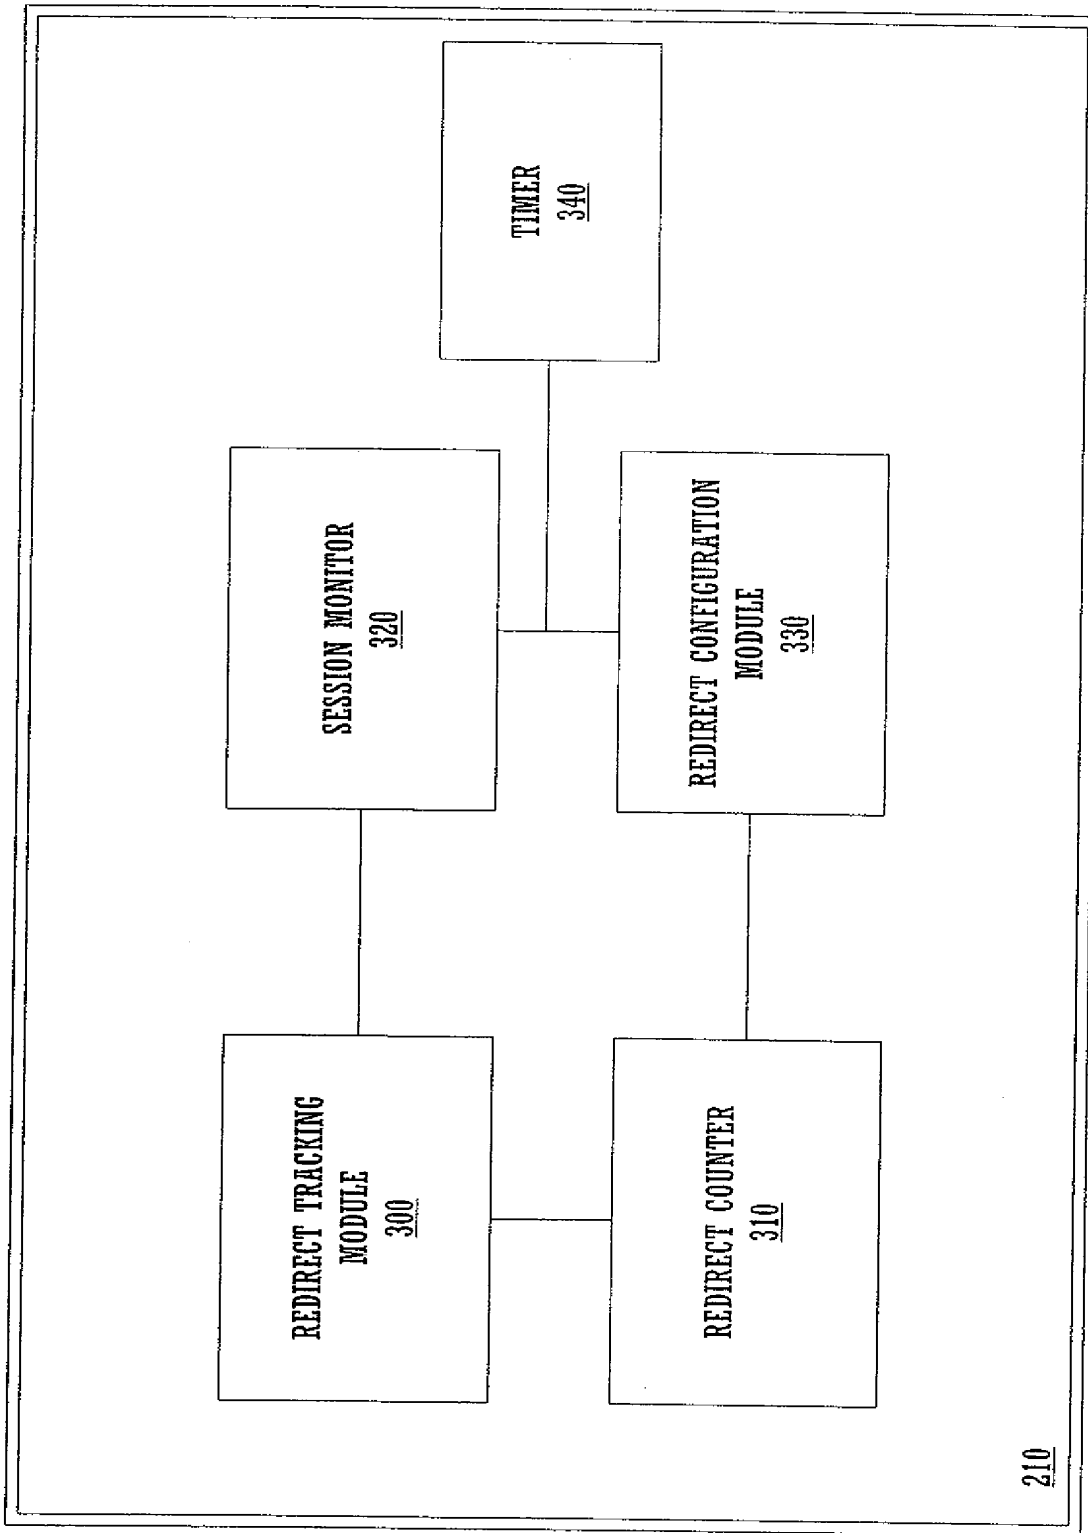 REDIRECT TRACKING
MODULE
300
SESSION MONITOR
320
TIMER
340
REDIRECT COUNTER
310
REDIRECT CONFIGURATION
MODULE
330
210